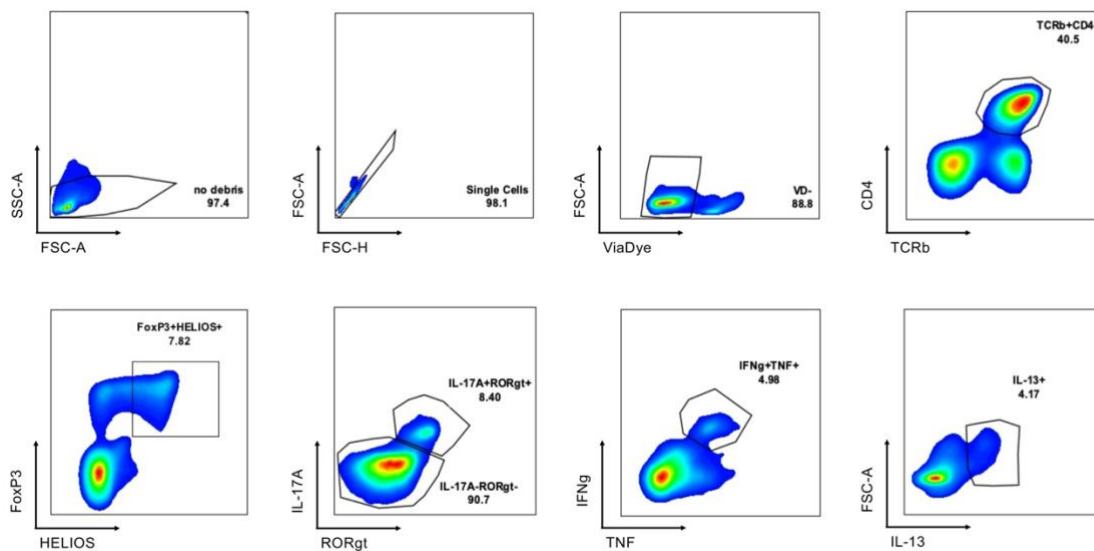 SSC-A
no debris
97.4
FSC-A
FSC-A
Single Cells
98.1
FSC-H
FSC-A
VD-
88.8
ViaDye
CD4
TCRb+CD4
40.5
TCRb
FoxP3
FoxP3+HELIOS+
7.82
HELIOS
IL-17A
IL-17A+RORgt+
8.40
IL-17A-RORgt-
90.7
RORgt
IFNg
IFNg+TNF+
4.98
TNF
FSC-A
IL-13+
4.17
IL-13